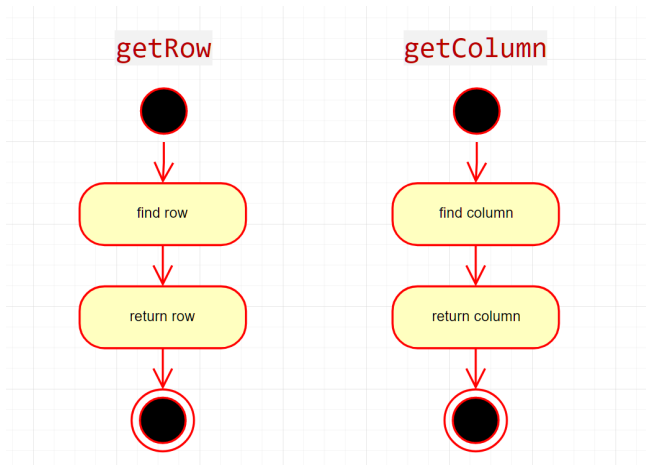 getRow
find row
return row
getColumn
find column
return column